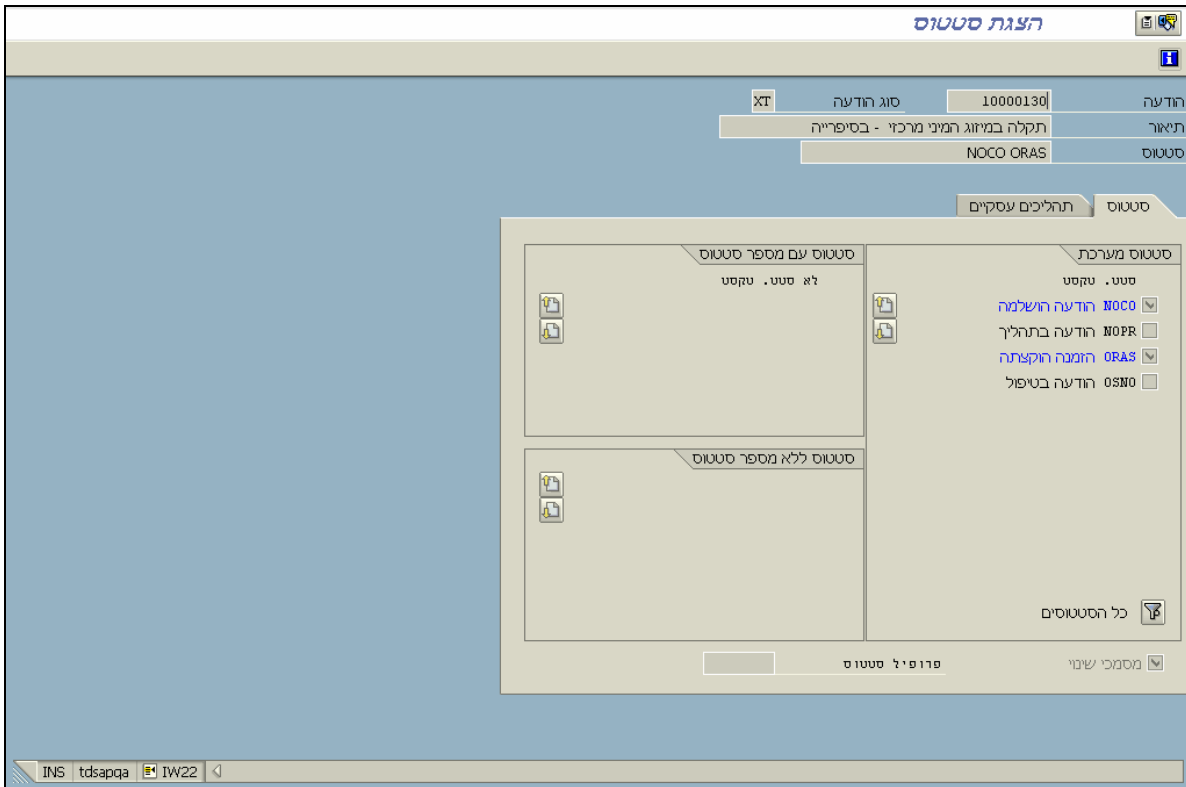 הצגת סטטוס
הודעה 10000130 סוג הודעה XT
תיאור תקלה במיזוג המיני מרכזי - בסיפרייה
סטטוס NOCO ORAS
סטטוס תהליכים עסקיים
סטטוס מערכת
סטט. טקסט
NOCO הודעה הושלמה
NOPR הודעה בתהליך
ORAS הזמנה הוקצתה
OSNO הודעה בטיפול
כל הסטטוסים
סטטוס עם מספר סטטוס
לא סטט. טקסט
סטטוס ללא מספר סטטוס
מסמכי שינוי פרופיל סטטוס
INS tdsapqa IW22